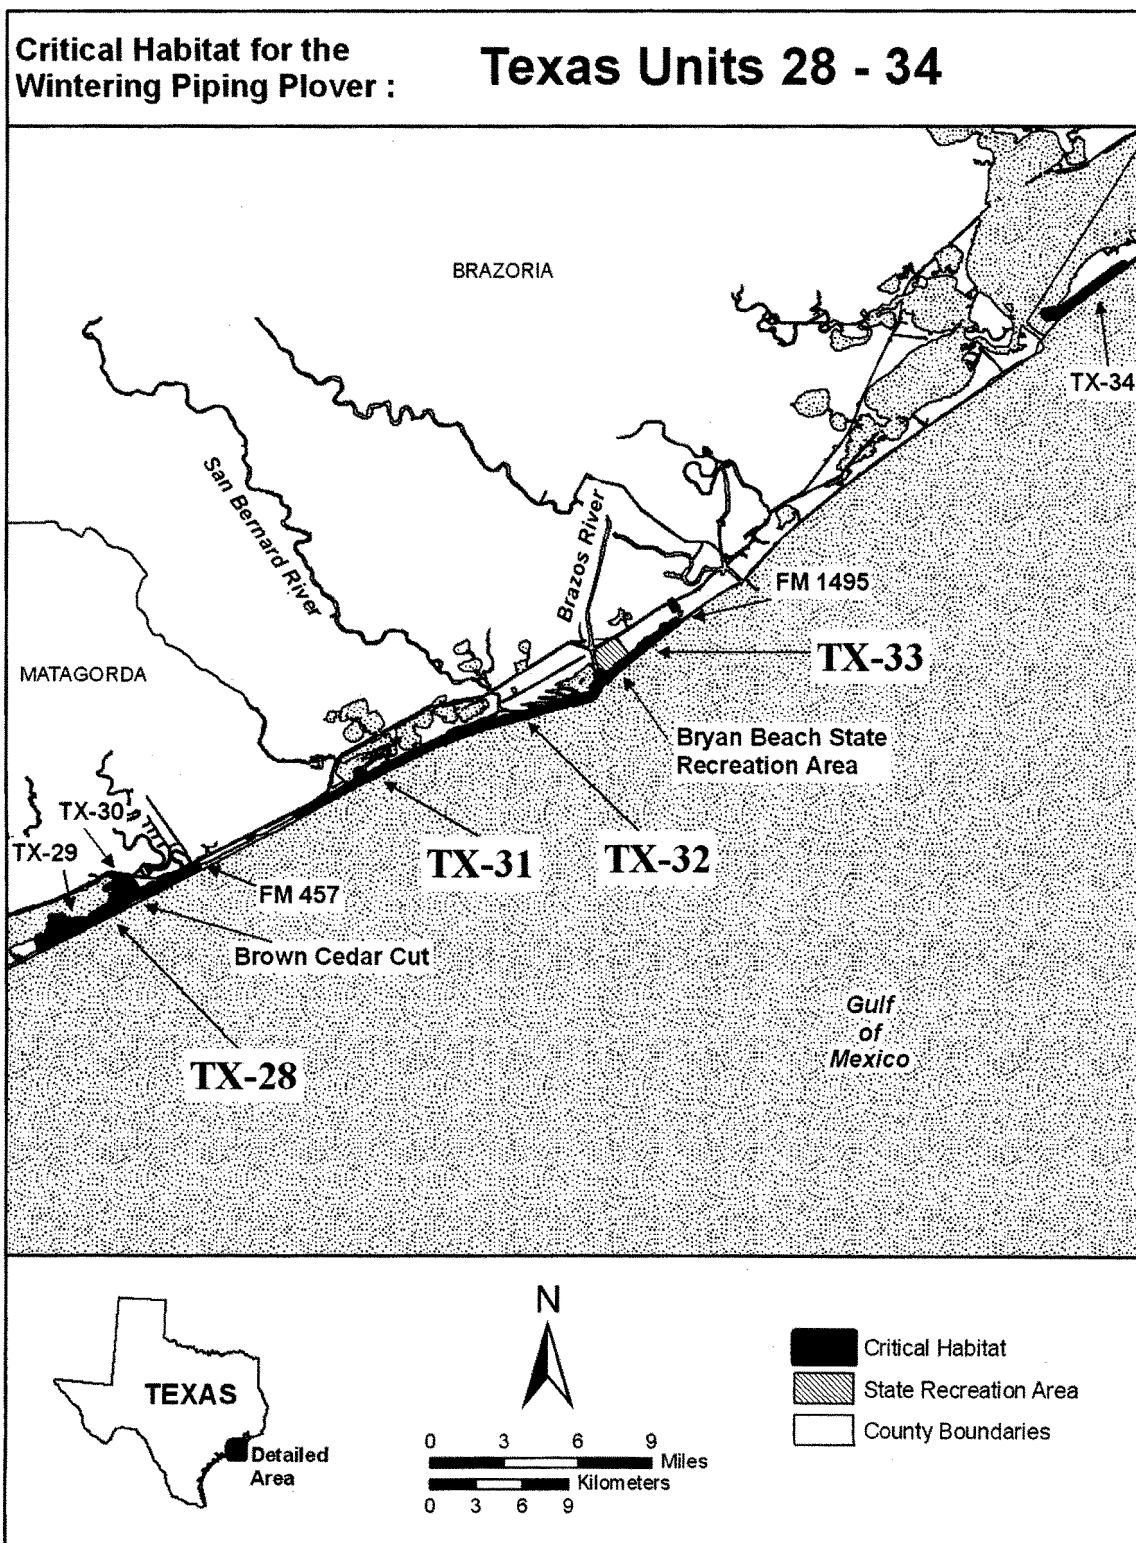 Critical Habitat for the
Wintering Piping Plover :
Texas Units 28 - 34
BRAZORIA
TX-34
San Bernard River
Brazos River
FM 1495
MATAGORDA
TX-33
Bryan Beach State
Recreation Area
TX-30
TX-29
TX-31
TX-32
FM 457
Brown Cedar Cut
Gulf
of
Mexico
TX-28
N
TEXAS
Detailed
Area
0 3 6 9
Miles
Kilometers
0 3 6 9
Critical Habitat
State Recreation Area
County Boundaries